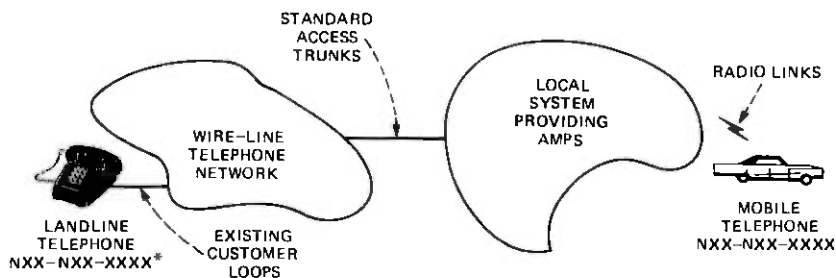 STANDARD
ACCESS
TRUNKS
LOCAL
SYSTEM
PROVIDING
AMPS
RADIO LINKS
WIRE-LINE
TELEPHONE
NETWORK
LANDLINE
TELEPHONE
NXX-NXX-XXXX*
EXISTING
CUSTOMER
LOOPS
MOBILE
TELEPHONE
NXX-NXX-XXXX